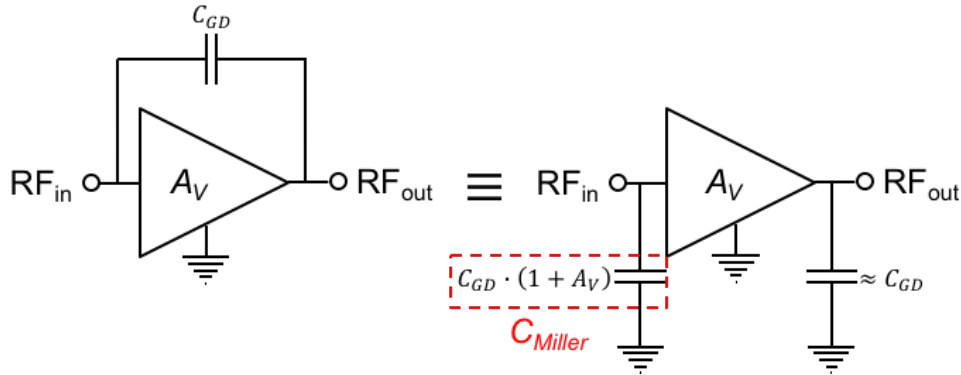 C_GD
RF_in A_V RF_out ≡ RF_in A_V RF_out
C_GD · (1 + A_V) ≈ C_GD
C_Miller